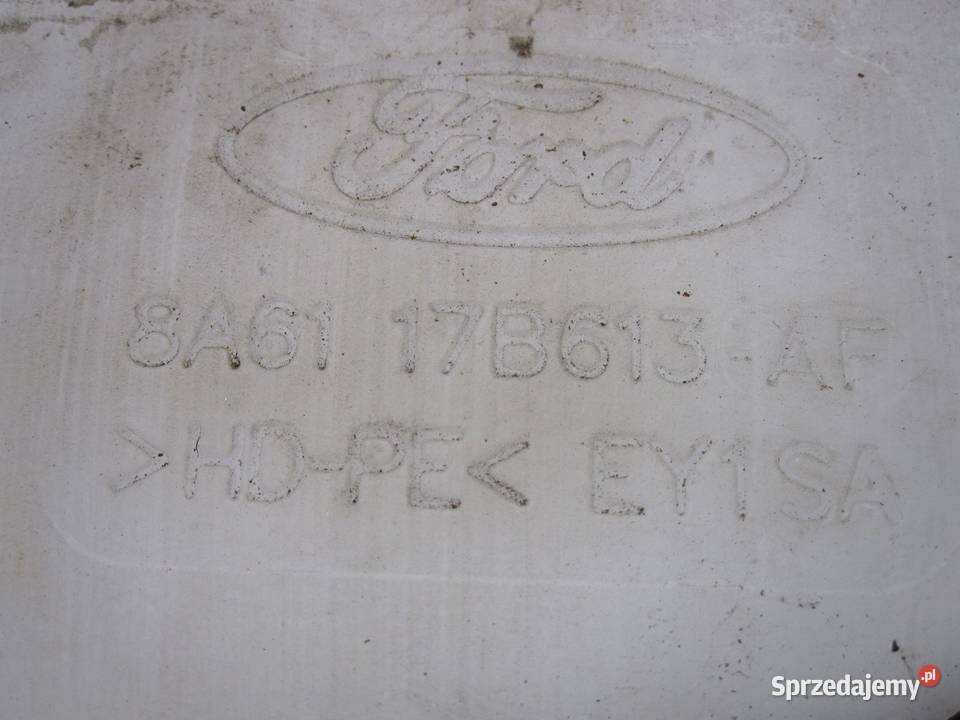 Ford
8A61 17B613-AF
>HD-PE< EY1SA
Sprzedajemy.pl